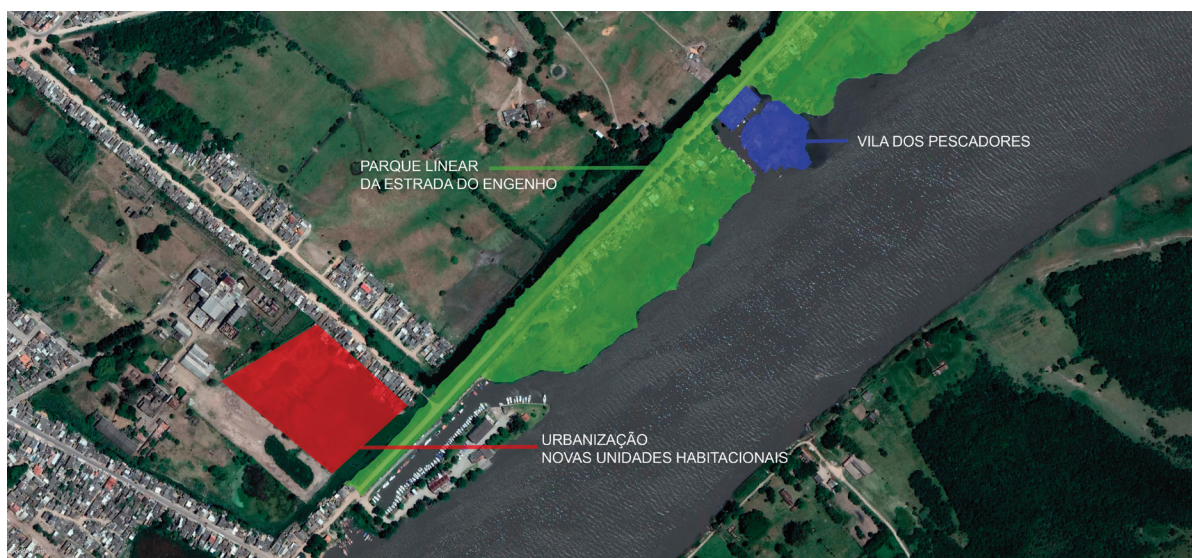 PARQUE LINEAR
DA ESTRADA DO ENGENHO
VILA DOS PESCADORES
URBANIZAÇÃO
NOVAS UNIDADES HABITACIONAIS